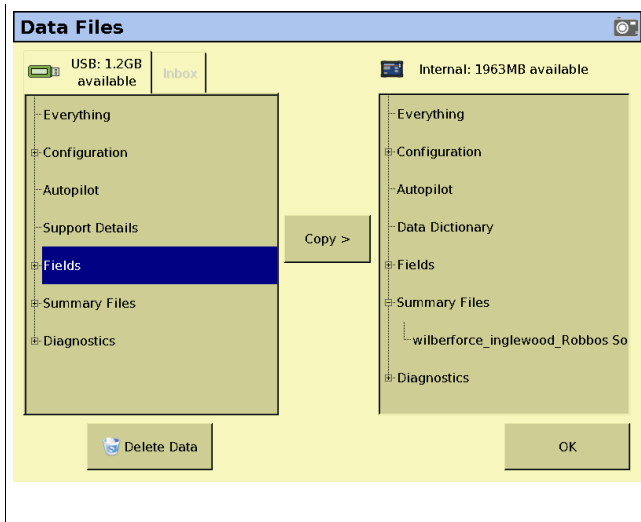 Data Files
USB: 1.2GB
available
Inbox
Internal: 1963MB available
Everything
Configuration
Autopilot
Support Details
Fields
Summary Files
Diagnostics
Copy >
Everything
Configuration
Autopilot
Data Dictionary
Fields
Summary Files
wilberforce_inglewood_Robbos So
Diagnostics
Delete Data
OK